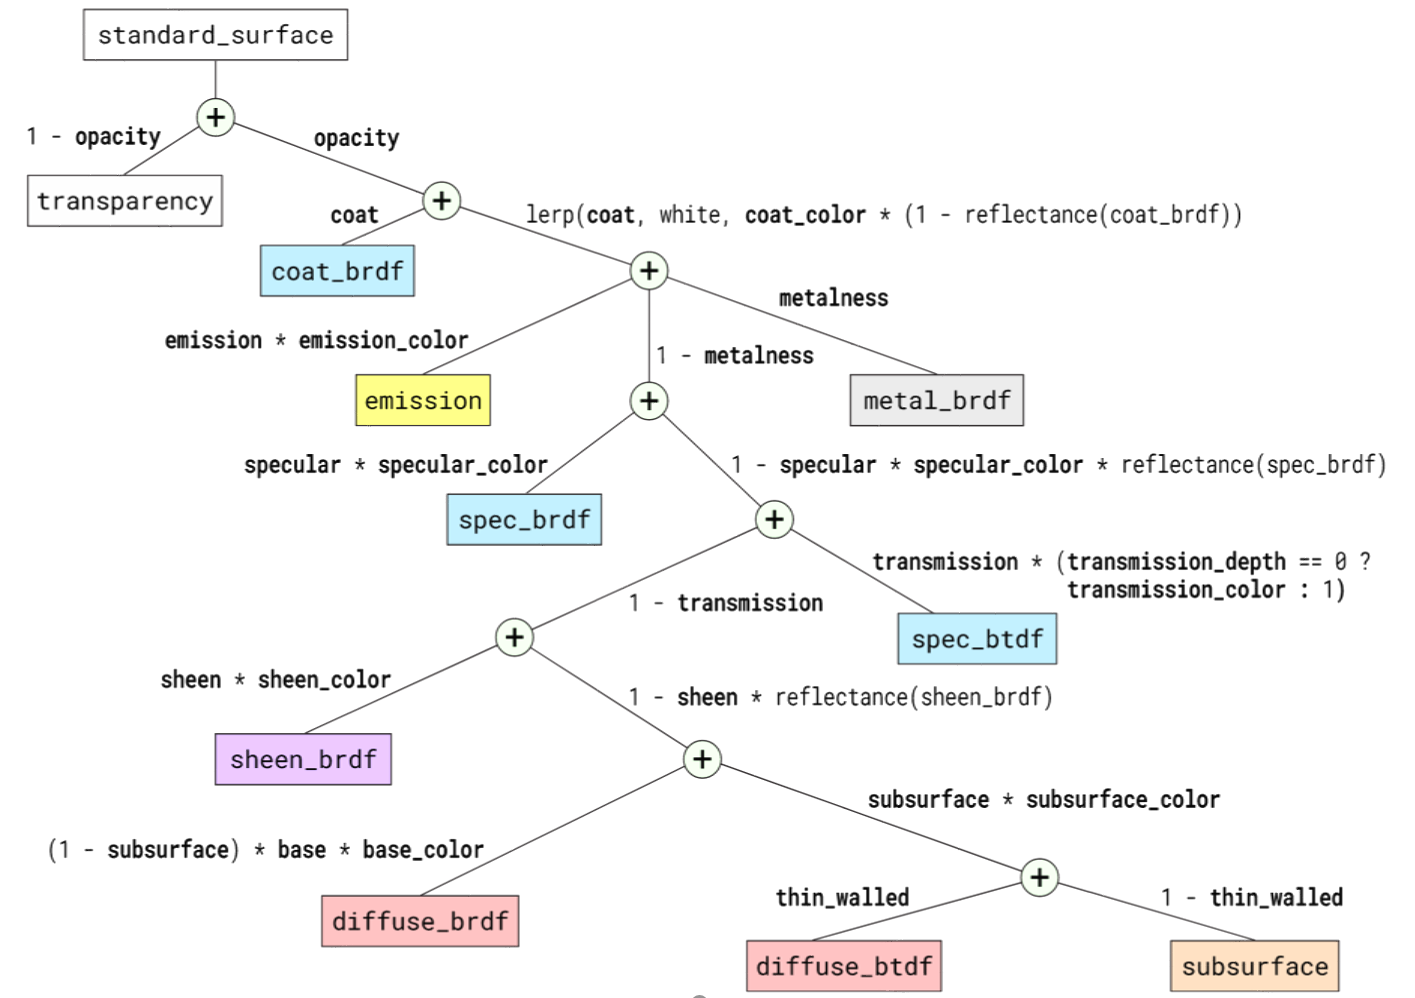 standard_surface
+
1 - opacity
opacity
transparency
+
coat
lerp(coat, white, coat_color * (1 - reflectance(coat_brdf))
coat_brdf
+
metalness
emission * emission_color
1 - metalness
emission
+
metal_brdf
specular * specular_color
1 - specular * specular_color * reflectance(spec_brdf)
spec_brdf
+
transmission * (transmission_depth == 0 ?
transmission_color : 1)
1 - transmission
+
spec_btdf
sheen * sheen_color
1 - sheen * reflectance(sheen_brdf)
sheen_brdf
+
subsurface * subsurface_color
(1 - subsurface) * base * base_color
+
thin_walled
1 - thin_walled
diffuse_brdf
diffuse_btdf
subsurface